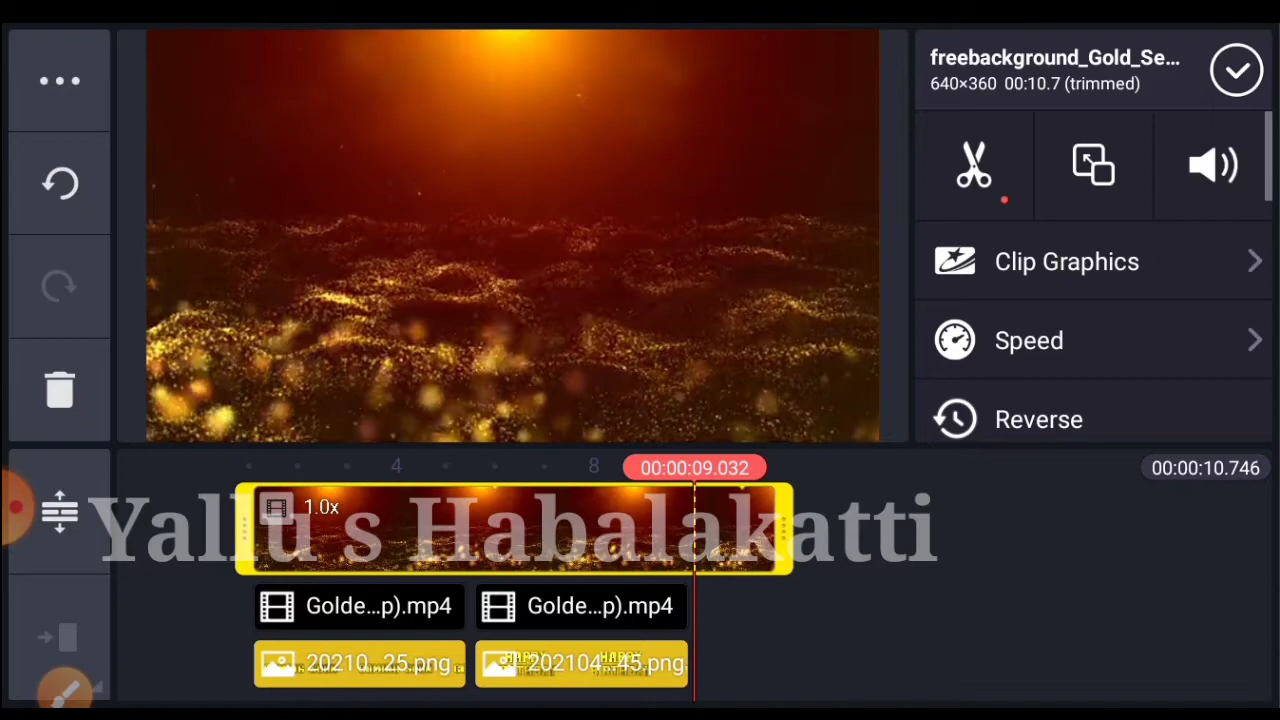 freebackground_Gold_Se...
640×360 00:10.7 (trimmed)
Clip Graphics
Speed
Reverse
4
8
00:00:09.032
00:00:10.746
1.0x
Yallu s Habalakatti
Golde...p).mp4
Golde...p).mp4
20210...25.png
202104...45.png